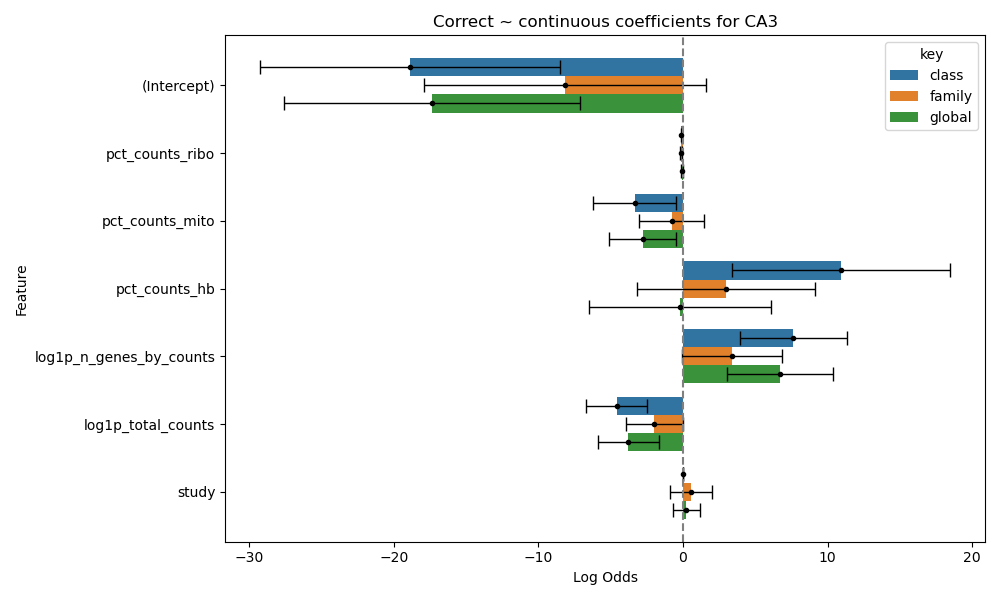 Correct ~ continuous coefficients for CA3
key
class
family
global
(Intercept)
pct_counts_ribo
pct_counts_mito
pct_counts_hb
log1p_n_genes_by_counts
log1p_total_counts
study
Feature
−30
−20
−10
0
10
20
Log Odds